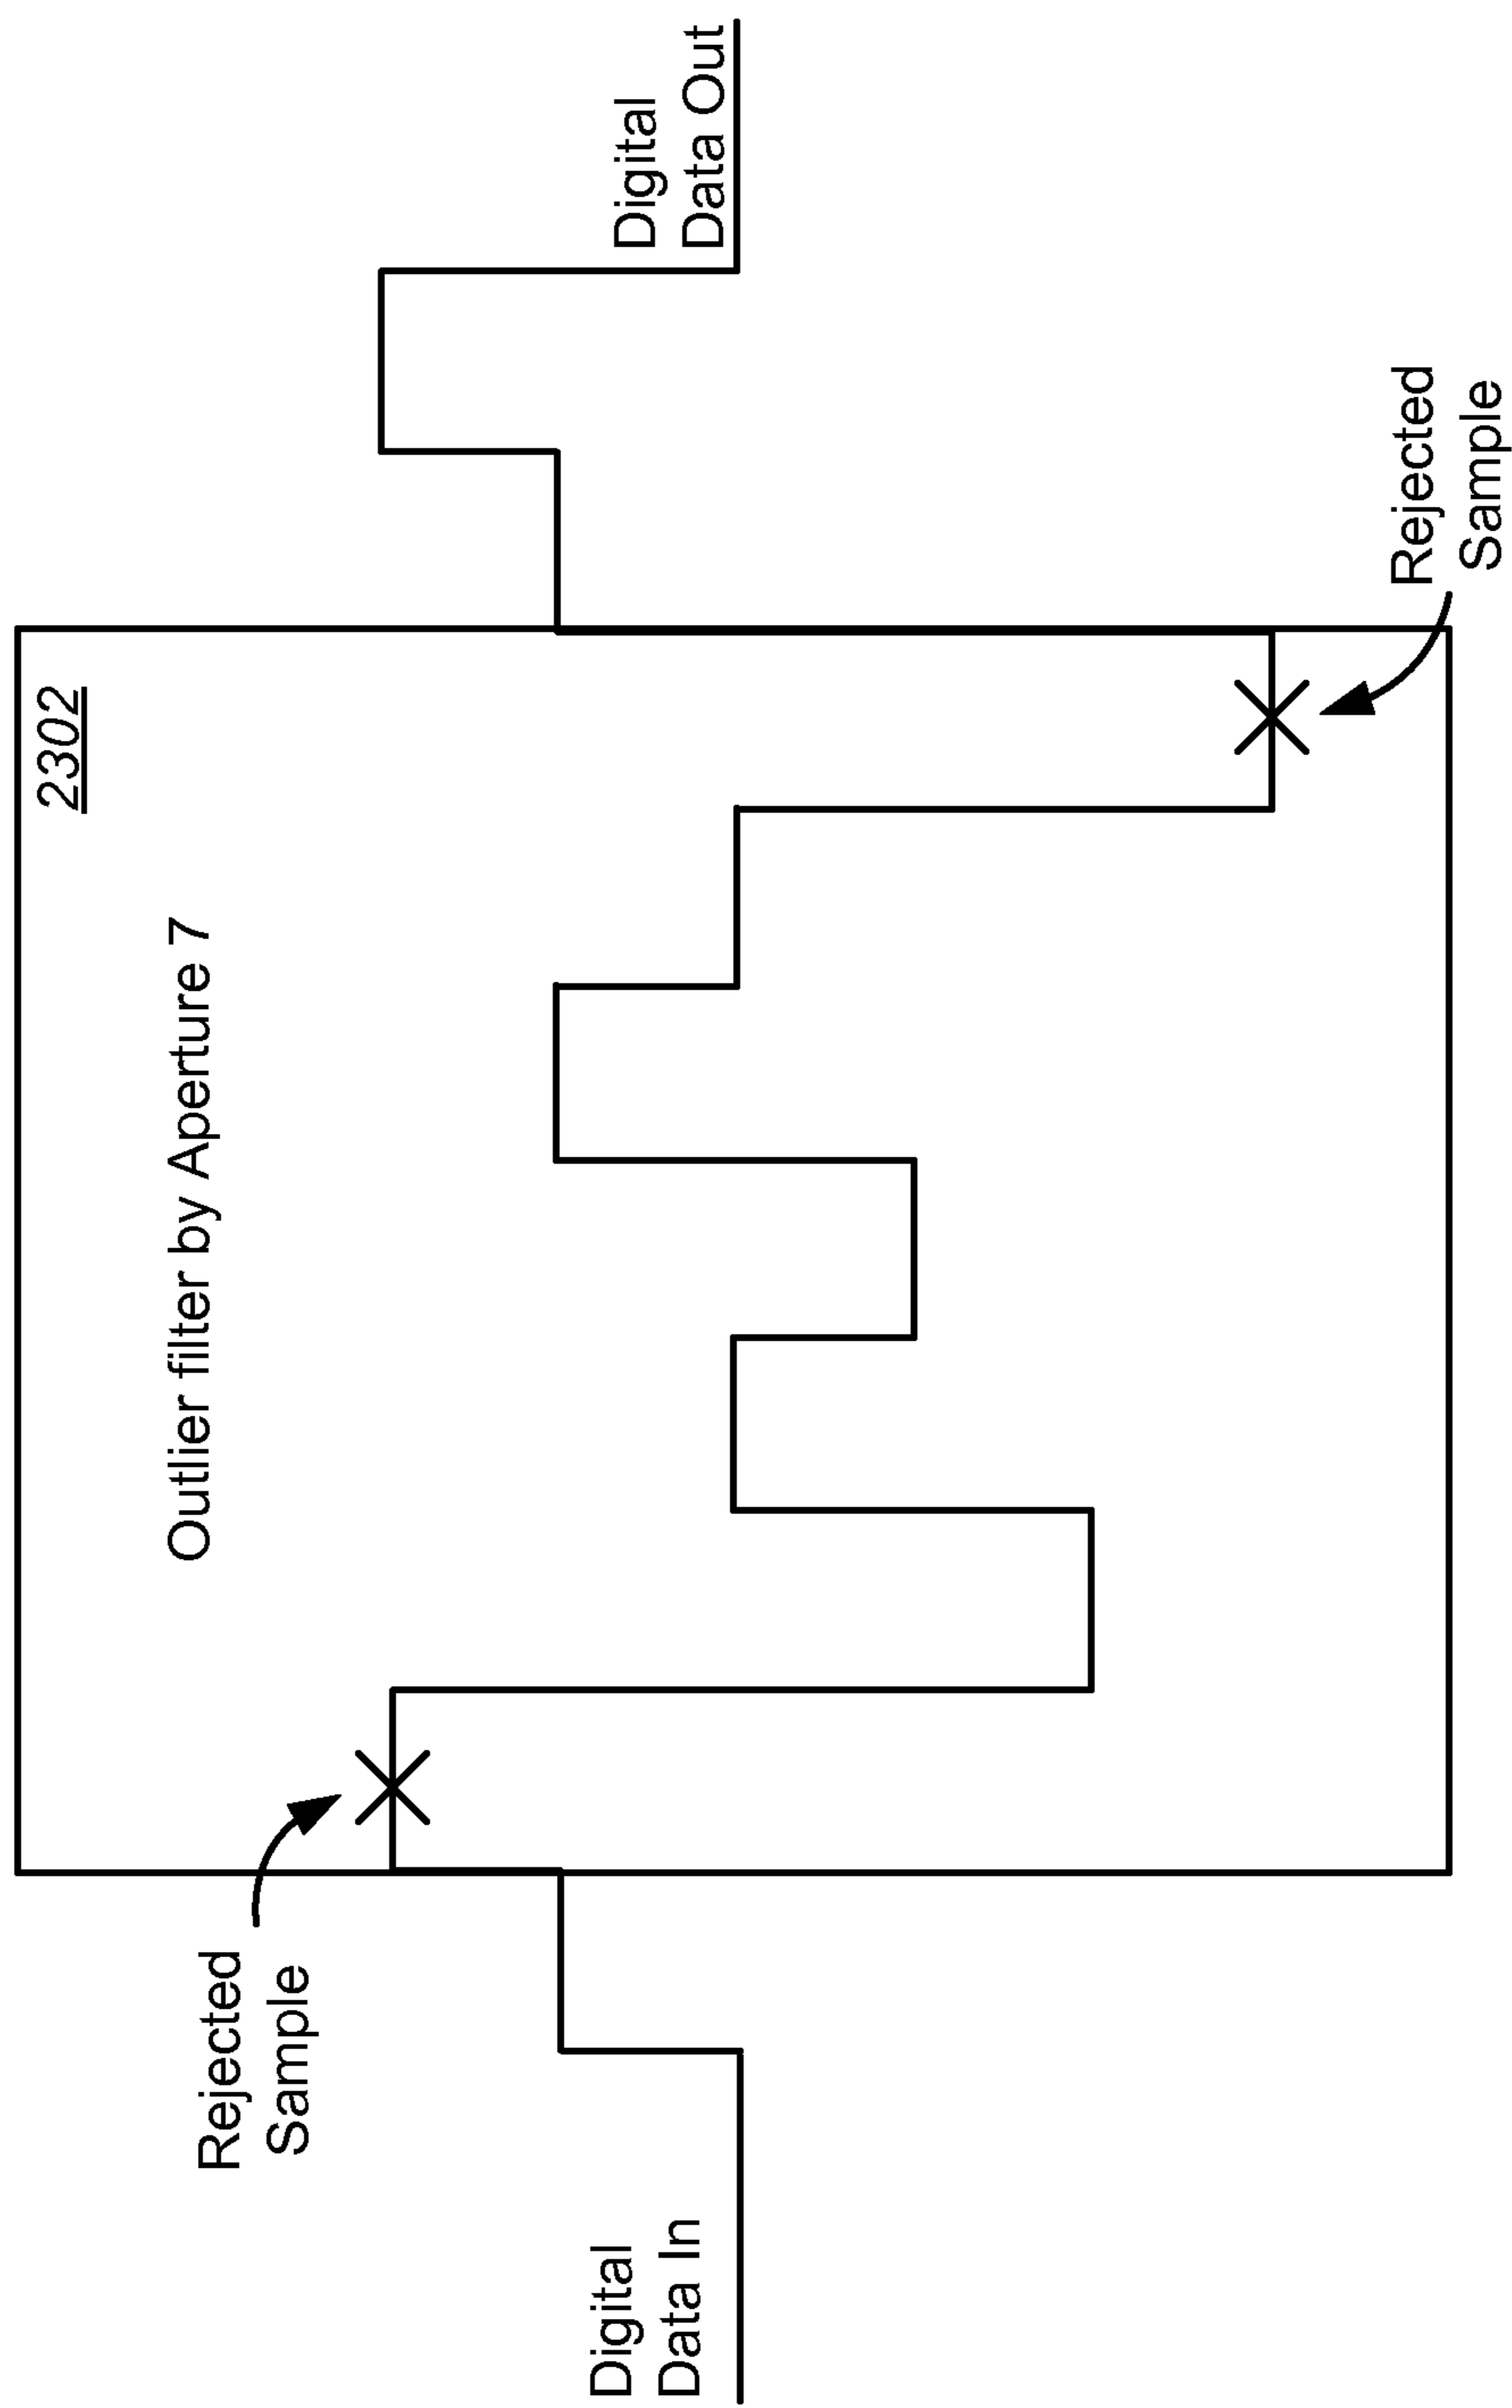 2302
Outlier filter by Aperture 7
Rejected
Sample
Digital
Data In
Digital
Data Out
Rejected
Sample